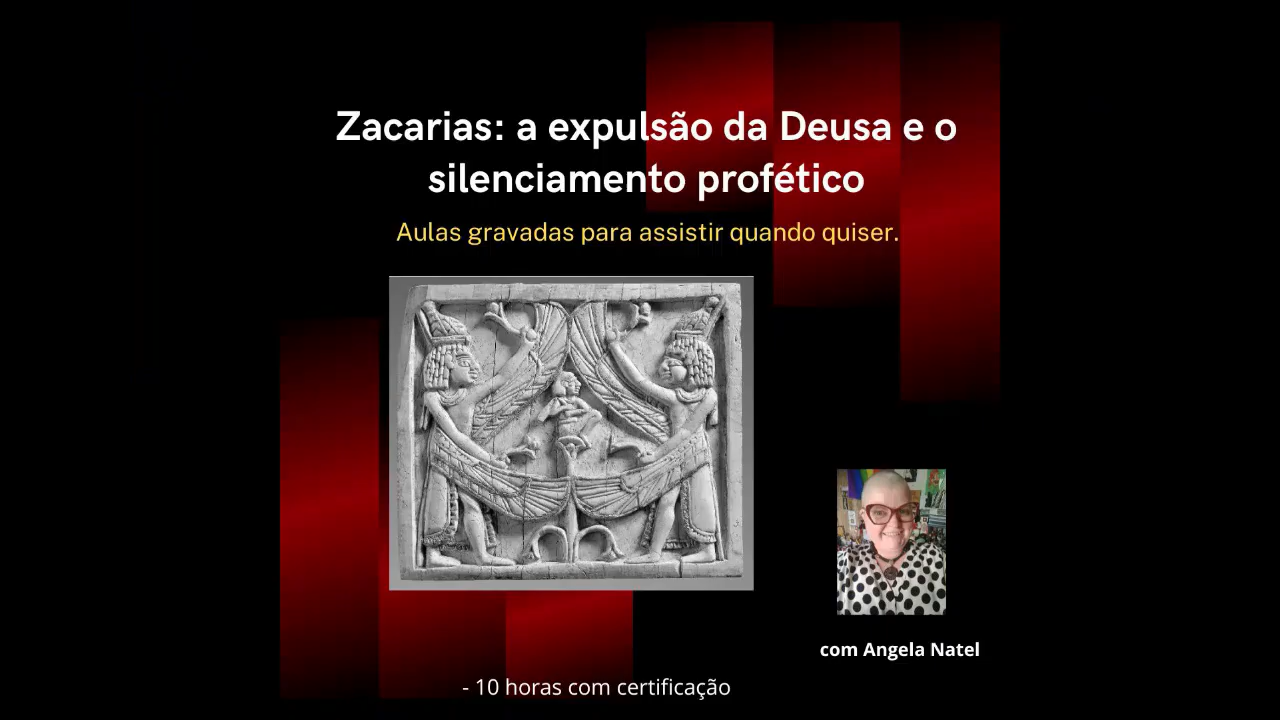 Zacarias: a expulsão da Deusa e o
silenciamento profético
Aulas gravadas para assistir quando quiser.
com Angela Natel
- 10 horas com certificação